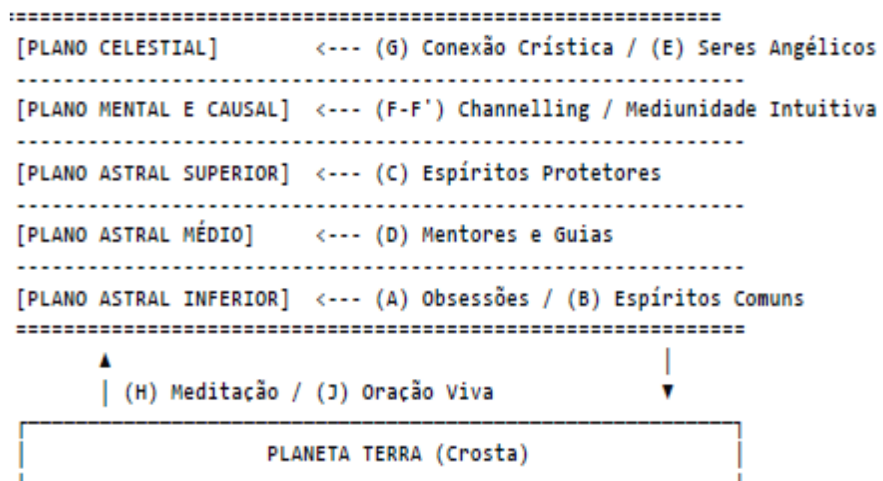 [PLANO CELESTIAL] <--- (G) Conexão Crística / (E) Seres Angélicos
[PLANO MENTAL E CAUSAL] <--- (F-F') Channelling / Mediunidade Intuitiva
[PLANO ASTRAL SUPERIOR] <--- (C) Espíritos Protetores
[PLANO ASTRAL MÉDIO] <--- (D) Mentores e Guias
[PLANO ASTRAL INFERIOR] <--- (A) Obsessões / (B) Espíritos Comuns
(H) Meditação / (J) Oração Viva
PLANETA TERRA (Crosta)